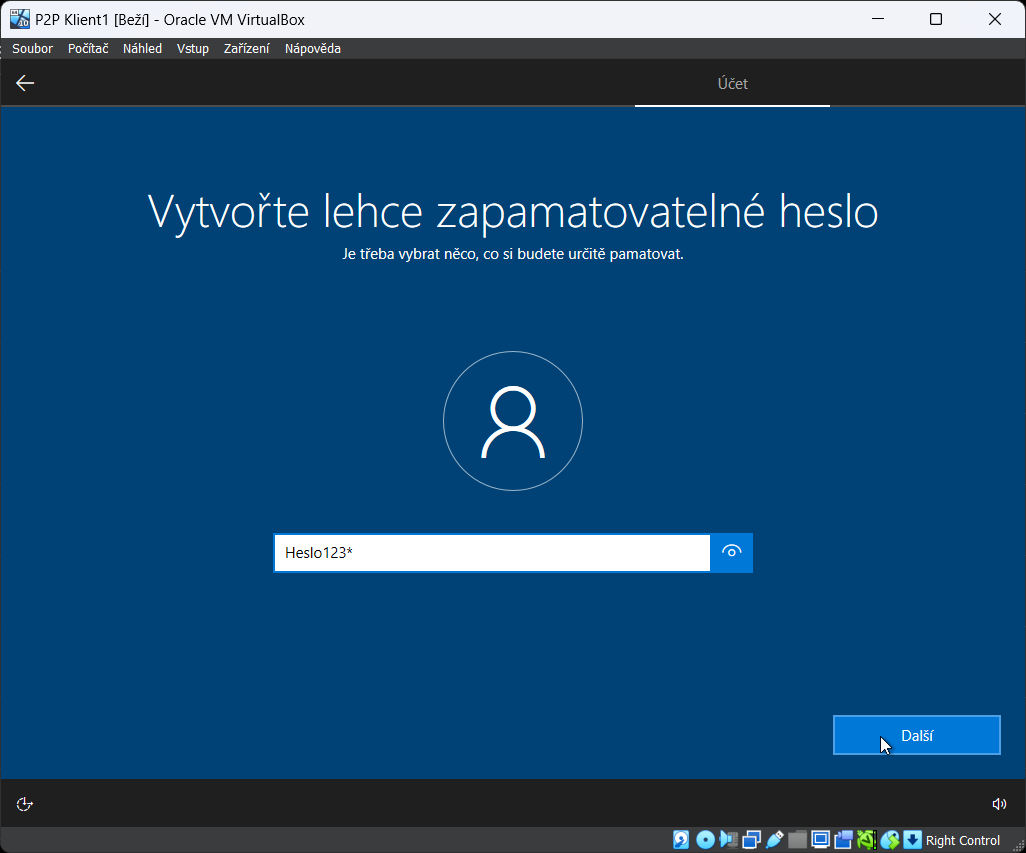 P2P Klient1 [Beží] - Oracle VM VirtualBox
Soubor Počítač Náhled Vstup Zařízení Nápověda
Účet
Vytvořte lehce zapamatovatelné heslo
Je třeba vybrat něco, co si budete určitě pamatovat.
Heslo123*
Další
Right Control